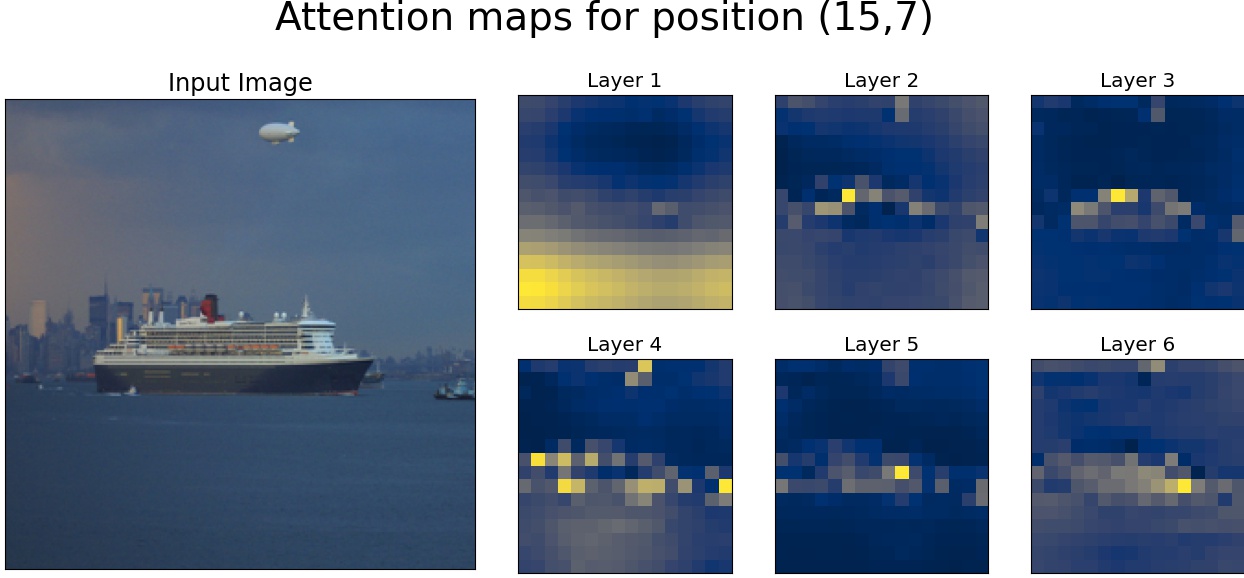 Attention maps for position (15,7)
Input Image
Layer 1
Layer 2
Layer 3
Layer 4
Layer 5
Layer 6